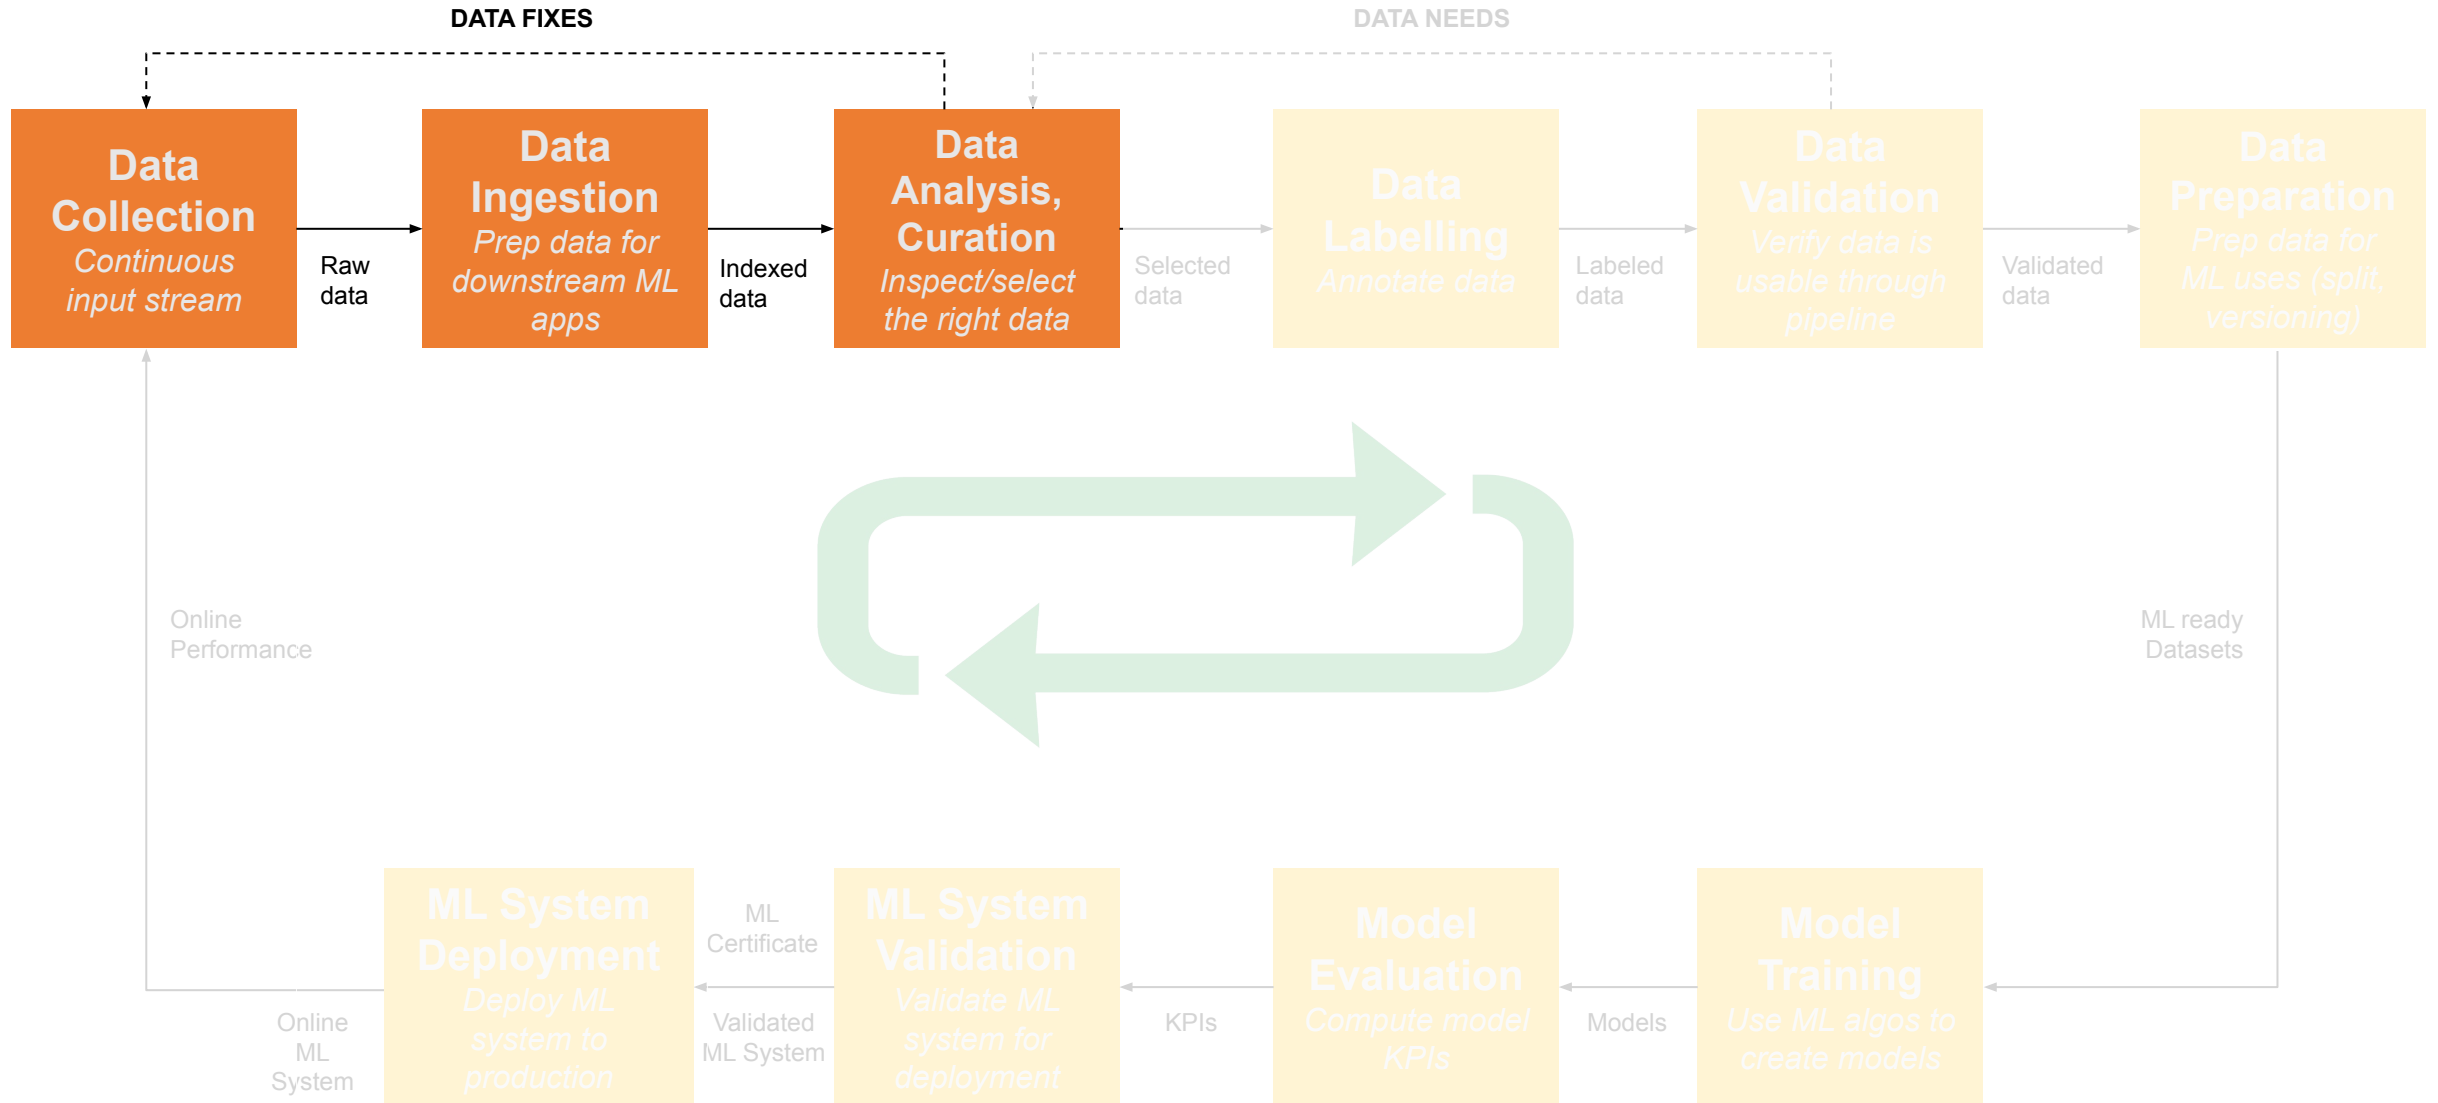 DATA FIXES
DATA NEEDS
Data
Collection
Continuous
input stream
Raw
data
Data
Ingestion
Prep data for
downstream ML
apps
Indexed
data
Data
Analysis,
Curation
Inspect/select
the right data
Selected
data
Data
Labelling
Annotate data
Labeled
data
Data
Validation
Verify data is
usable through
pipeline
Validated
data
Data
Preparation
Prep data for
ML uses (split,
versioning)
Online
Performance
ML ready
Datasets
Online
ML
System
ML System
Deployment
Deploy ML
system to
production
ML
Certificate
Validated
ML System
ML System
Validation
Validate ML
system for
deployment
KPIs
Model
Evaluation
Compute model
KPIs
Models
Model
Training
Use ML algos to
create models